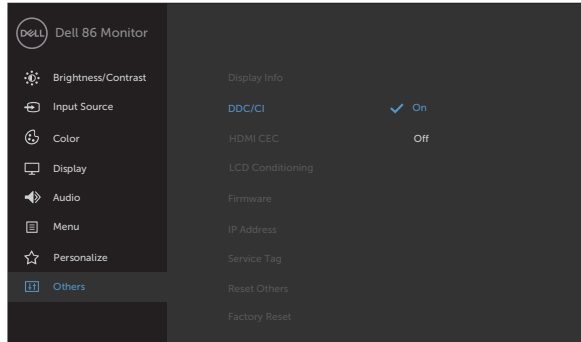 DELL Dell 86 Monitor
Brightness/Contrast Display Info
Input Source DDC/CI On
Color HDMI CEC Off
Display LCD Conditioning
Audio Firmware
Menu IP Address
Personalize Service Tag
Others Reset Others
Factory Reset